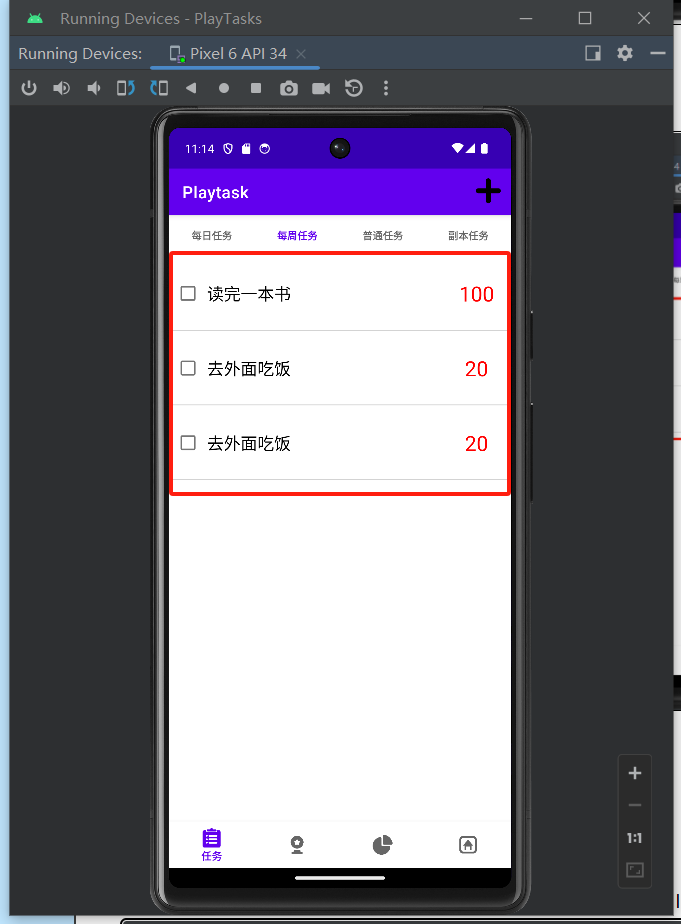 Running Devices - PlayTasks
Running Devices: Pixel 6 API 34
11:14
Playtask
每日任务 每周任务 普通任务 副本任务
读完一本书 100
去外面吃饭 20
去外面吃饭 20
1:1
任务